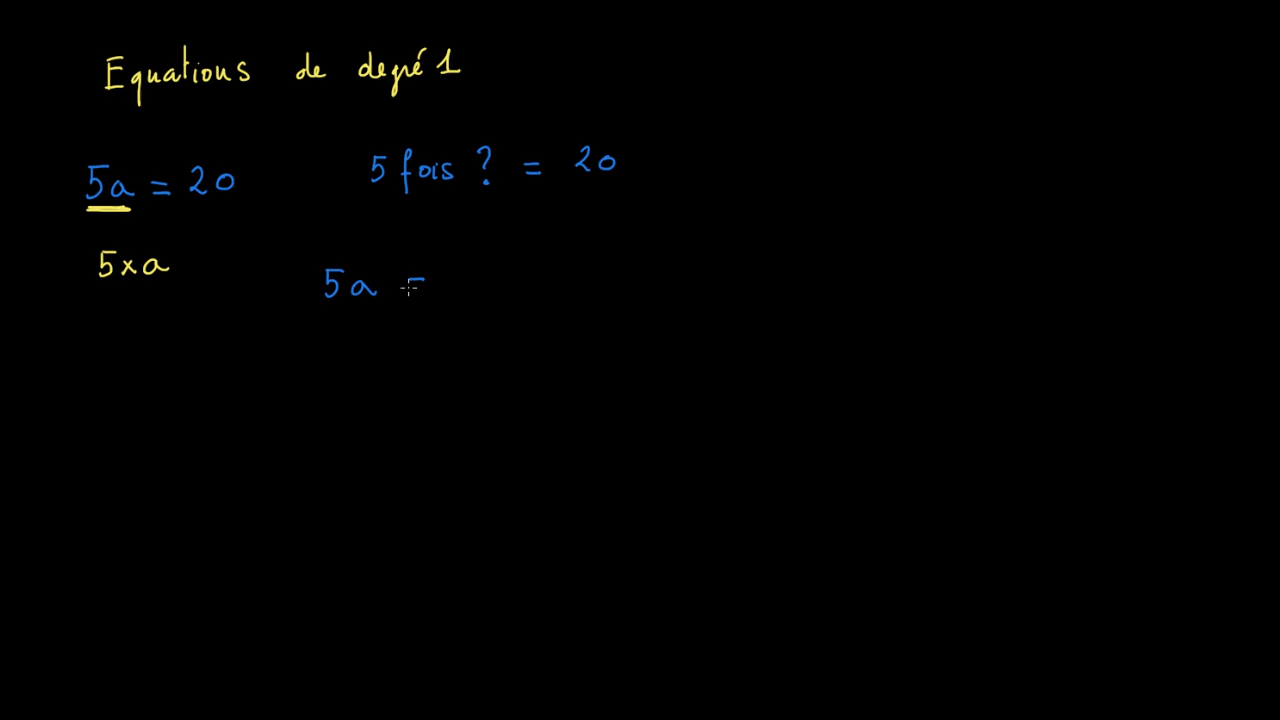 Equations de degré 1
5a = 20 5 fois ? = 20
5×a 5a =